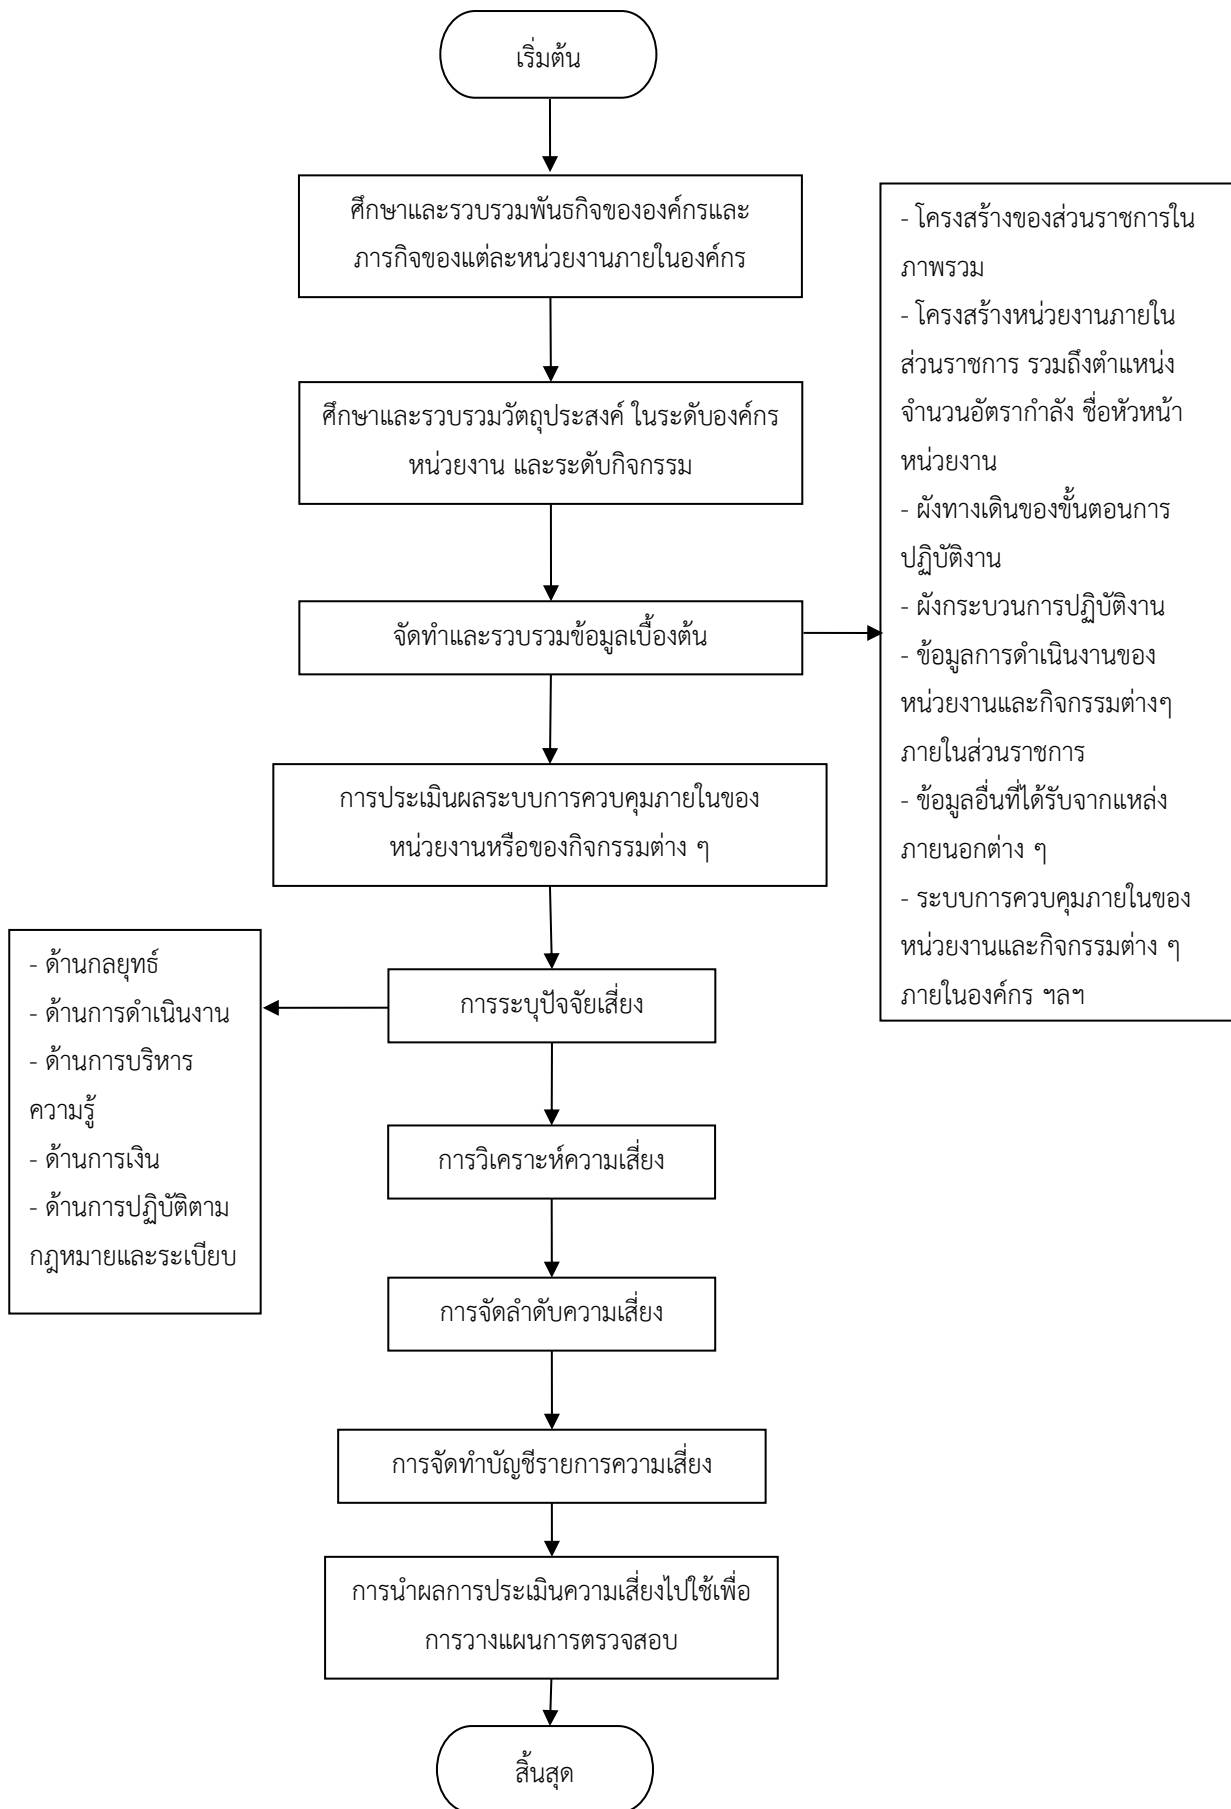 เริ่มต้น
ศึกษาและรวบรวมพันธกิจขององค์กรและ
ภารกิจของแต่ละหน่วยงานภายในองค์กร
ศึกษาและรวบรวมวัตถุประสงค์ ในระดับองค์กร
หน่วยงาน และระดับกิจกรรม
จัดทำและรวบรวมข้อมูลเบื้องต้น
- โครงสร้างของส่วนราชการใน
ภาพรวม
- โครงสร้างหน่วยงานภายใน
ส่วนราชการ รวมถึงตำแหน่ง
จำนวนอัตรากำลัง ชื่อหัวหน้า
หน่วยงาน
- ผังทางเดินของขั้นตอนการ
ปฏิบัติงาน
- ผังกระบวนการปฏิบัติงาน
- ข้อมูลการดำเนินงานของ
หน่วยงานและกิจกรรมต่างๆ
ภายในส่วนราชการ
- ข้อมูลอื่นที่ได้รับจากแหล่ง
ภายนอกต่าง ๆ
- ระบบการควบคุมภายในของ
หน่วยงานและกิจกรรมต่าง ๆ
ภายในองค์กร ฯลฯ
การประเมินผลระบบการควบคุมภายในของ
หน่วยงานหรือของกิจกรรมต่าง ๆ
การระบุปัจจัยเสี่ยง
- ด้านกลยุทธ์
- ด้านการดำเนินงาน
- ด้านการบริหาร
ความรู้
- ด้านการเงิน
- ด้านการปฏิบัติตาม
กฎหมายและระเบียบ
การวิเคราะห์ความเสี่ยง
การจัดลำดับความเสี่ยง
การจัดทำบัญชีรายการความเสี่ยง
การนำผลการประเมินความเสี่ยงไปใช้เพื่อ
การวางแผนการตรวจสอบ
สิ้นสุด